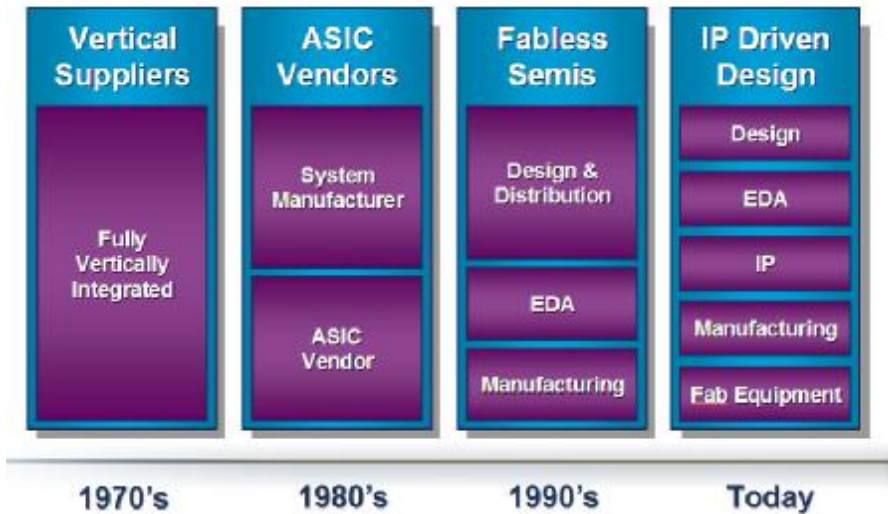 Vertical
Suppliers
Fully
Vertically
Integrated
1970's
ASIC
Vendors
System
Manufacturer
ASIC
Vendor
1980's
Fabless
Semis
Design &
Distribution
EDA
Manufacturing
1990's
IP Driven
Design
Design
EDA
IP
Manufacturing
Fab Equipment
Today